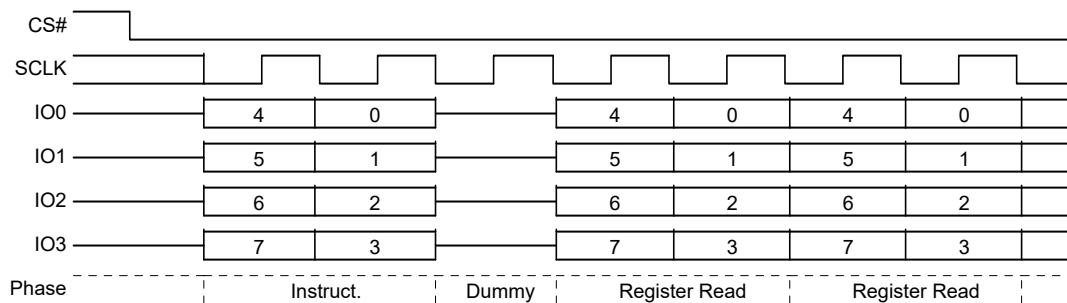 CS#
SCLK
IO0 4 0 4 0 4 0
IO1 5 1 5 1 5 1
IO2 6 2 6 2 6 2
IO3 7 3 7 3 7 3
Phase Instruct. Dummy Register Read Register Read